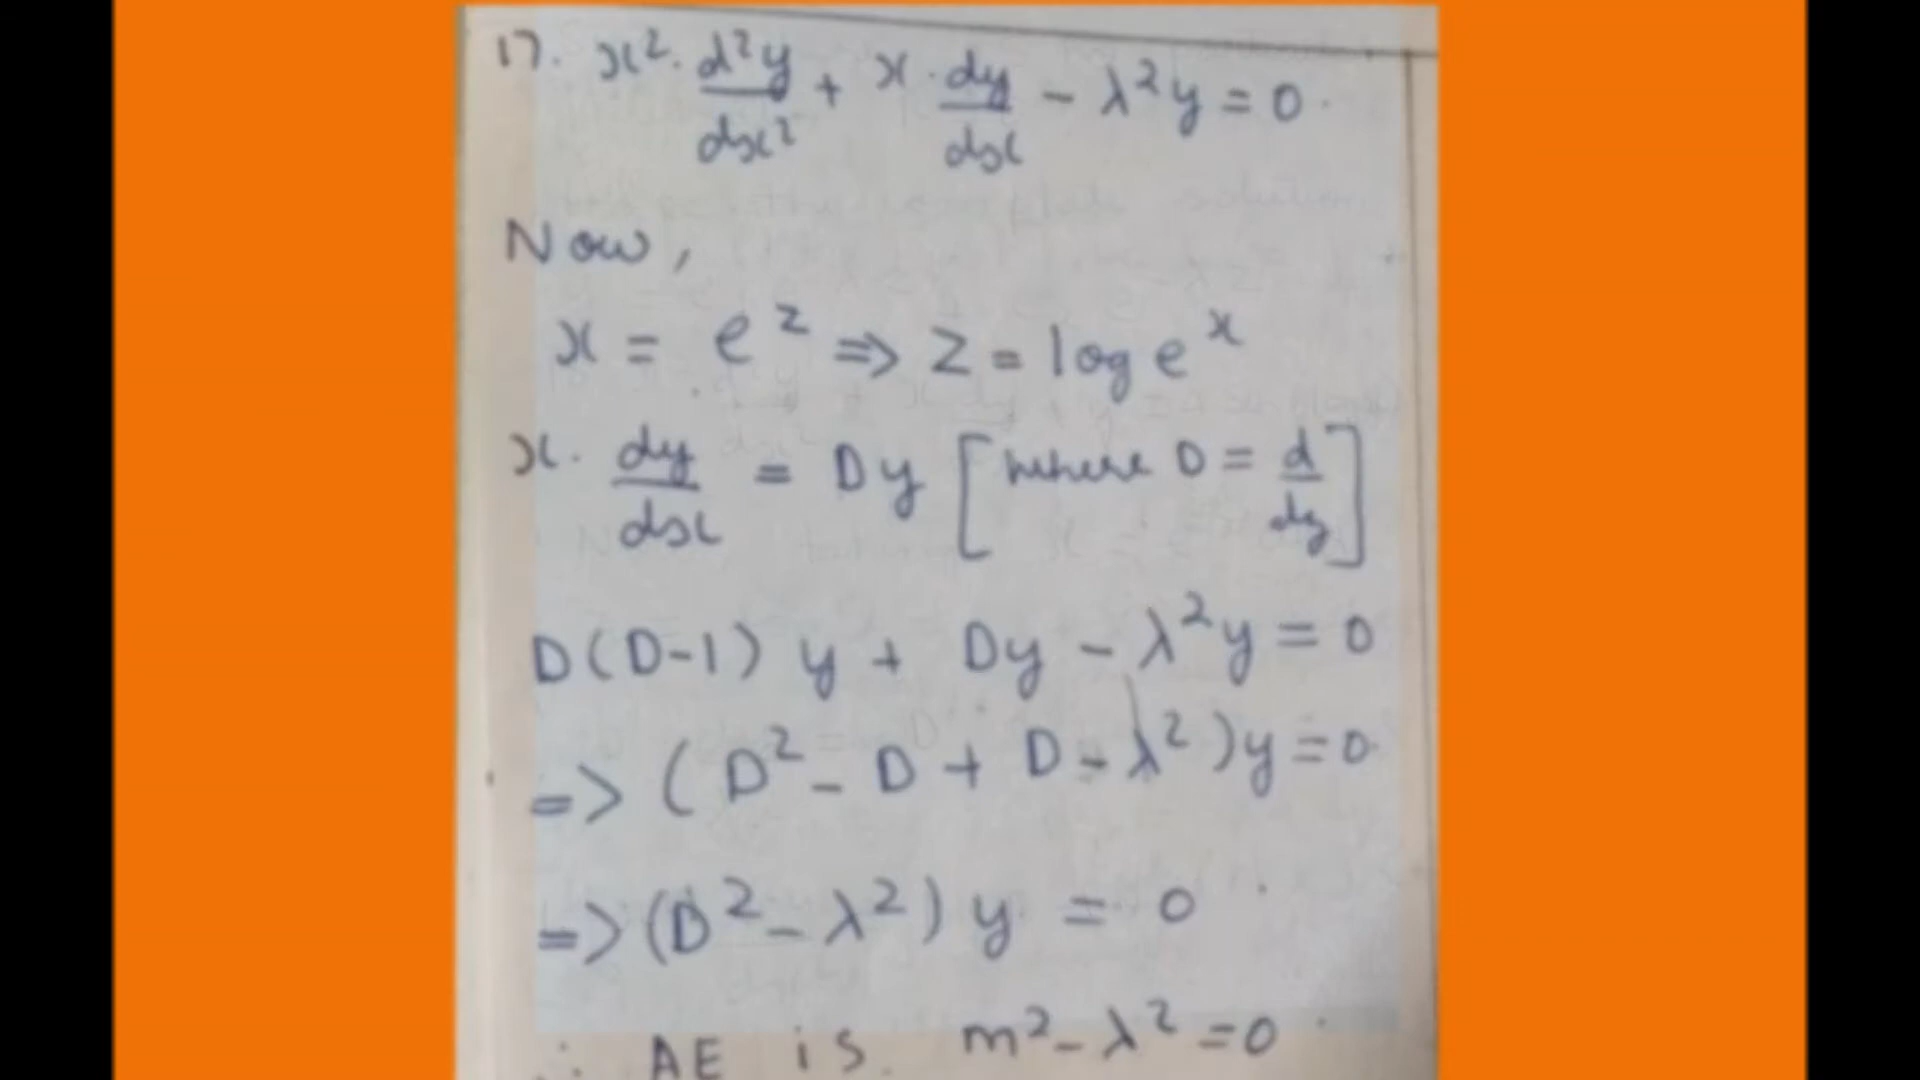 17. x². d²y/dx² + x . dy/dx - λ²y = 0.
Now,
x = e^z ⇒ z = log e^x
x. dy/dx = Dy [where D = d/dz]
D(D-1) y + Dy - λ²y = 0
=> (D² - D + D - λ²)y = 0
=> (D² - λ²) y = 0
∴ AE is m² - λ² = 0